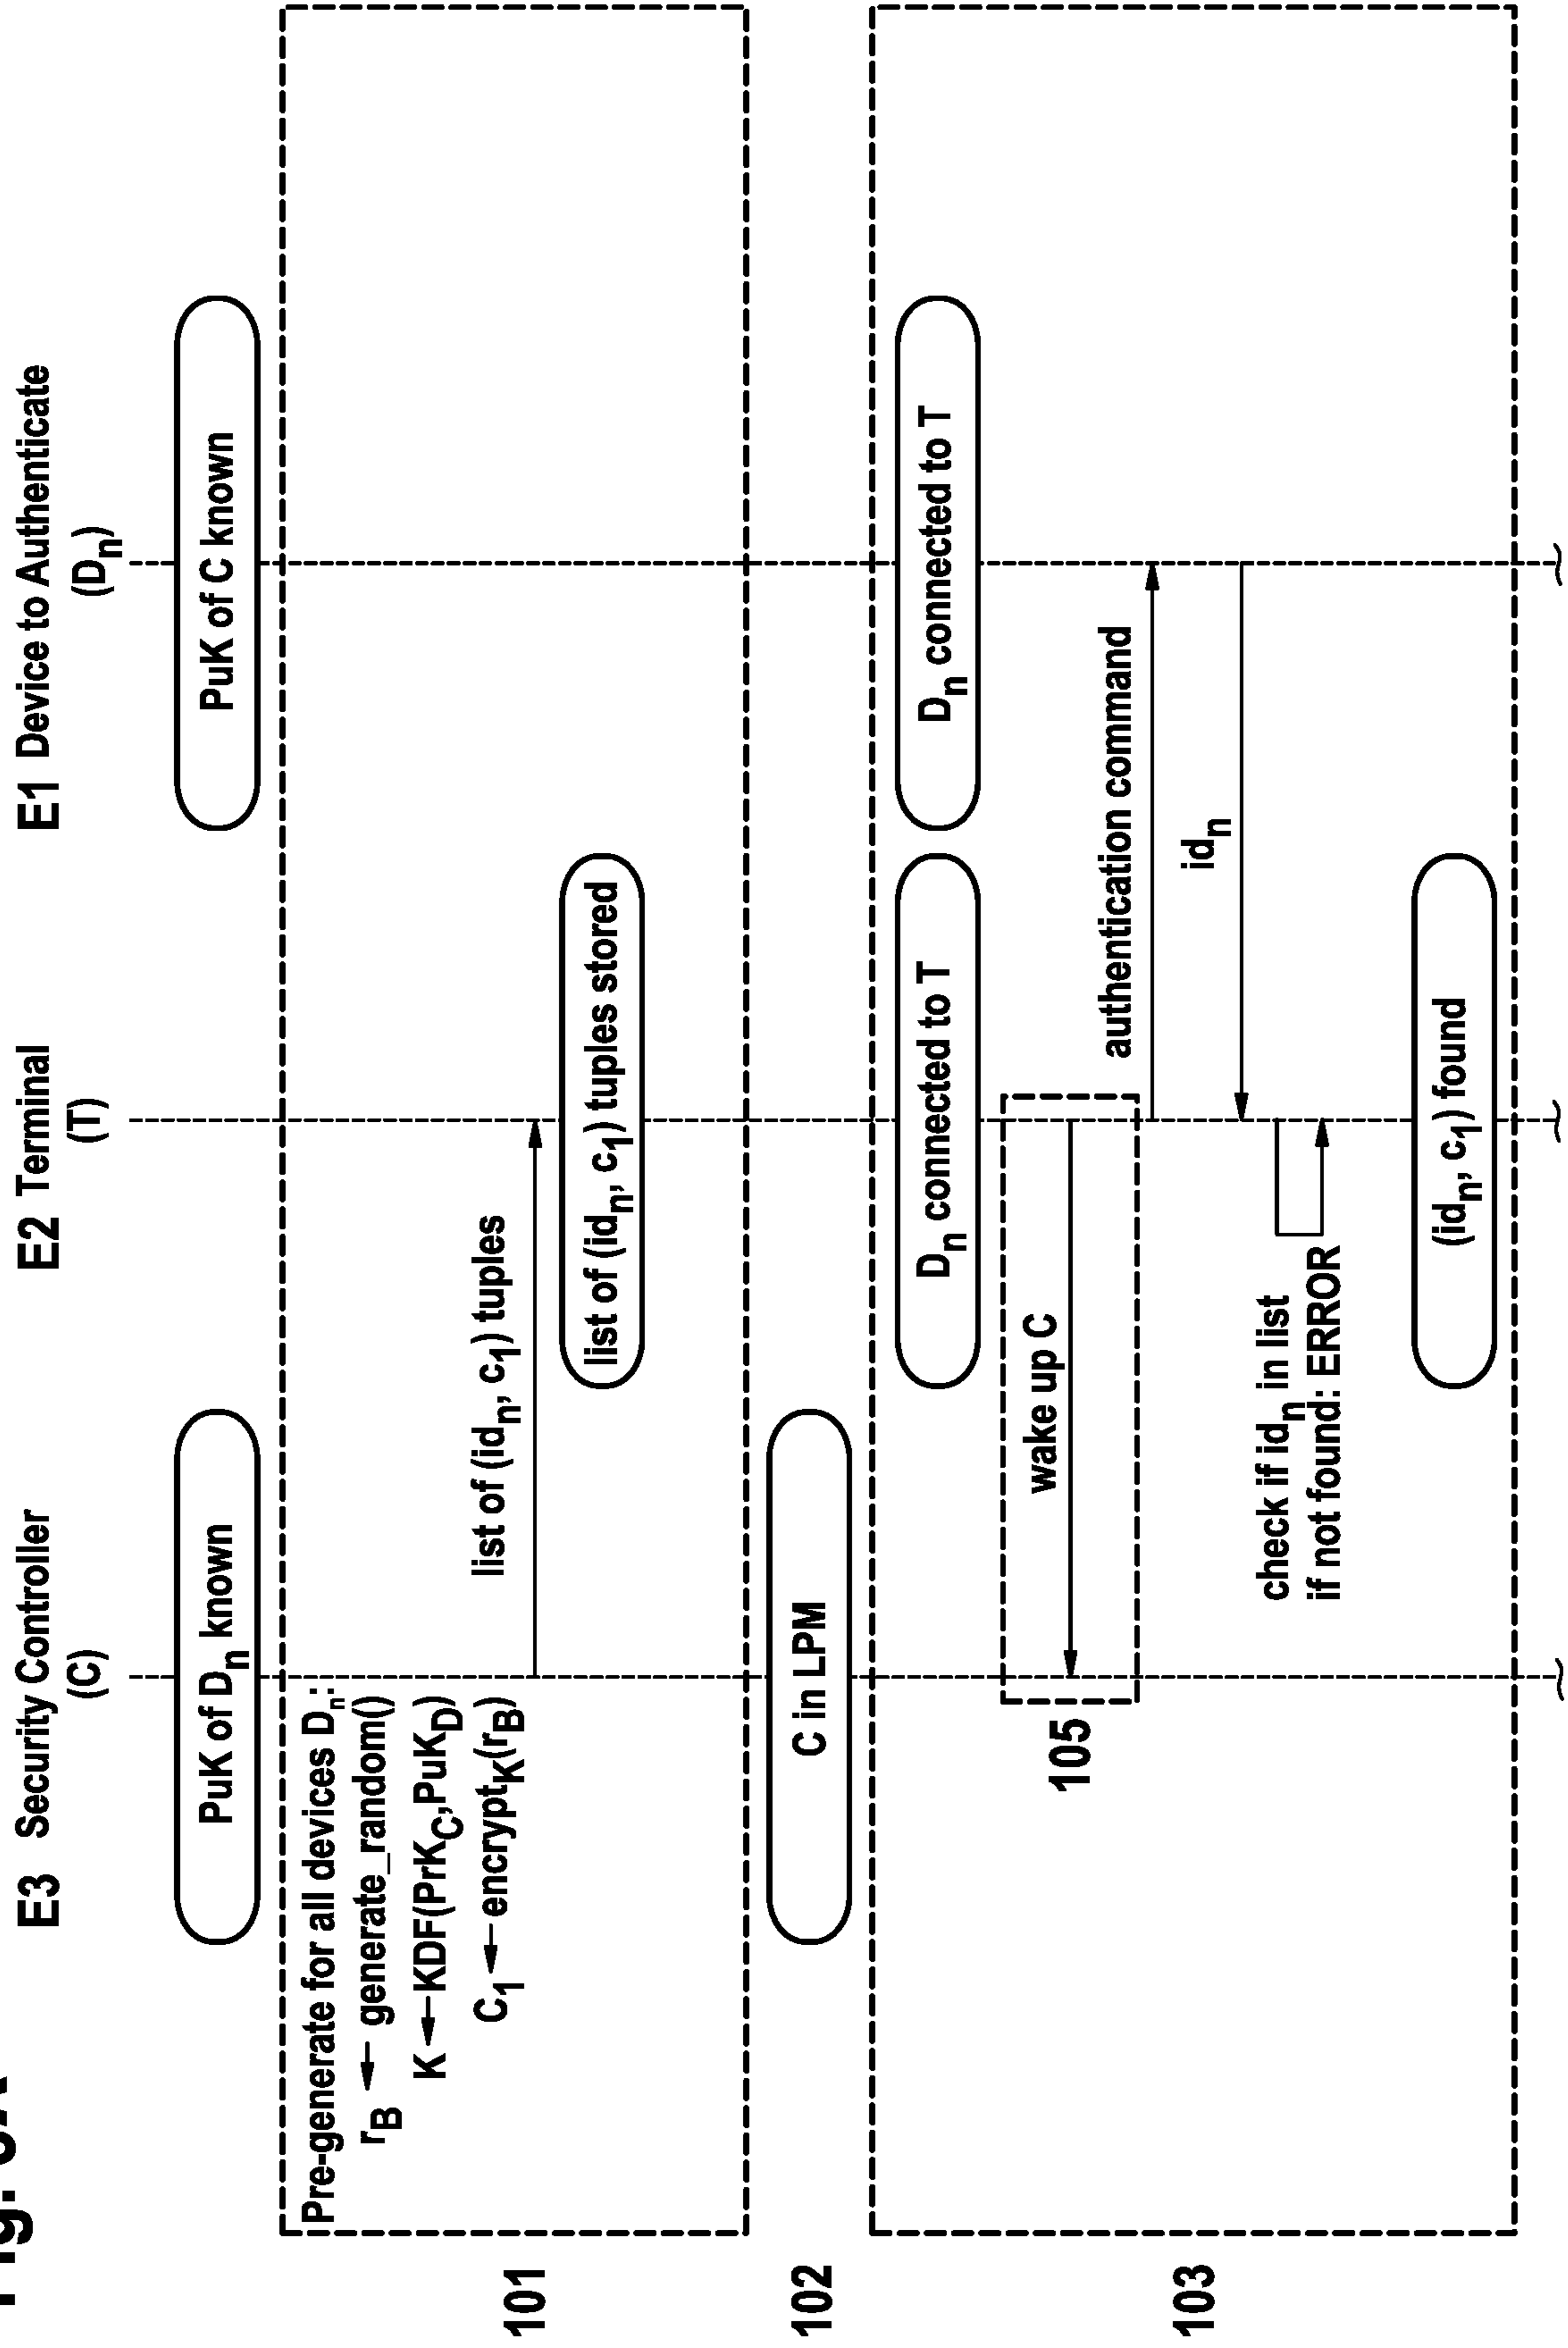 Fig.
E3 Security Controller
(C)
E2 Terminal
(T)
E1 Device to Authenticate
(Dn)
PuK of Dn known
PuK of C known
101
Pre-generate for all devices Dn:
rB ← generate_random()
K ← KDF(PrKC,PuKD)
C1 ← encryptK(rB)
list of (idn, c1) tuples
list of (idn, c1) tuples stored
102
C in LPM
103
Dn connected to T
Dn connected to T
105
wake up C
authentication command
idn
check if idn in list
if not found: ERROR
(idn, c1) found